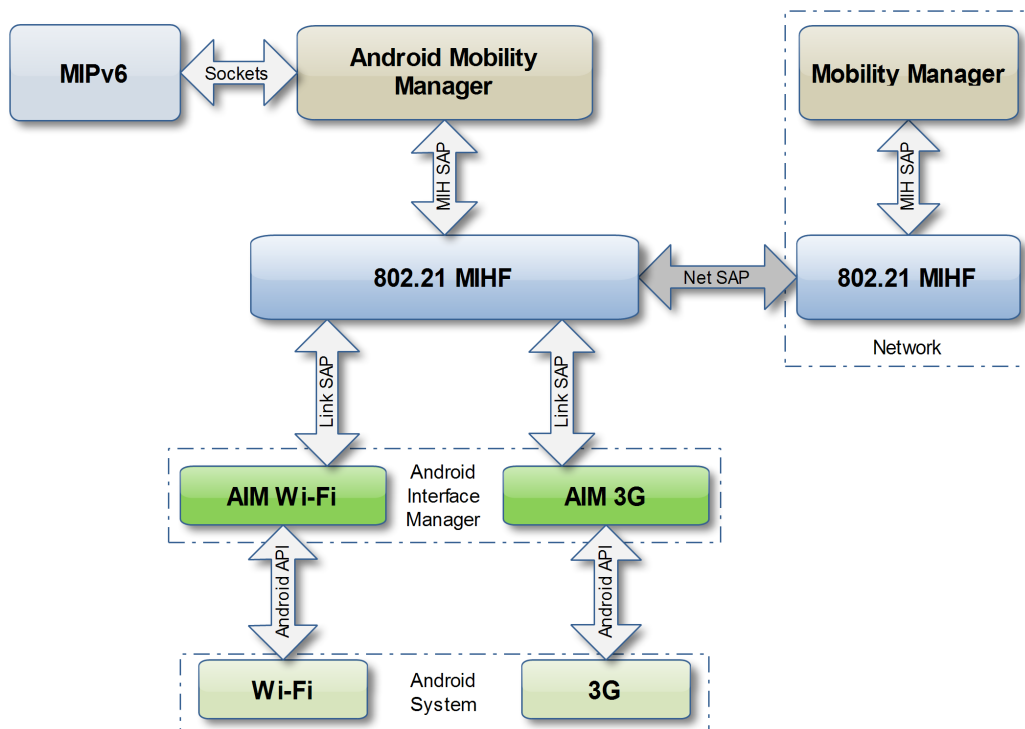 MIPv6
Sockets
Android Mobility
Manager
Mobility Manager
MIH SAP
MIH SAP
802.21 MIHF
Net SAP
802.21 MIHF
Network
Link SAP
Link SAP
AIM Wi-Fi
Android
Interface
Manager
AIM 3G
Android API
Android API
Wi-Fi
Android
System
3G